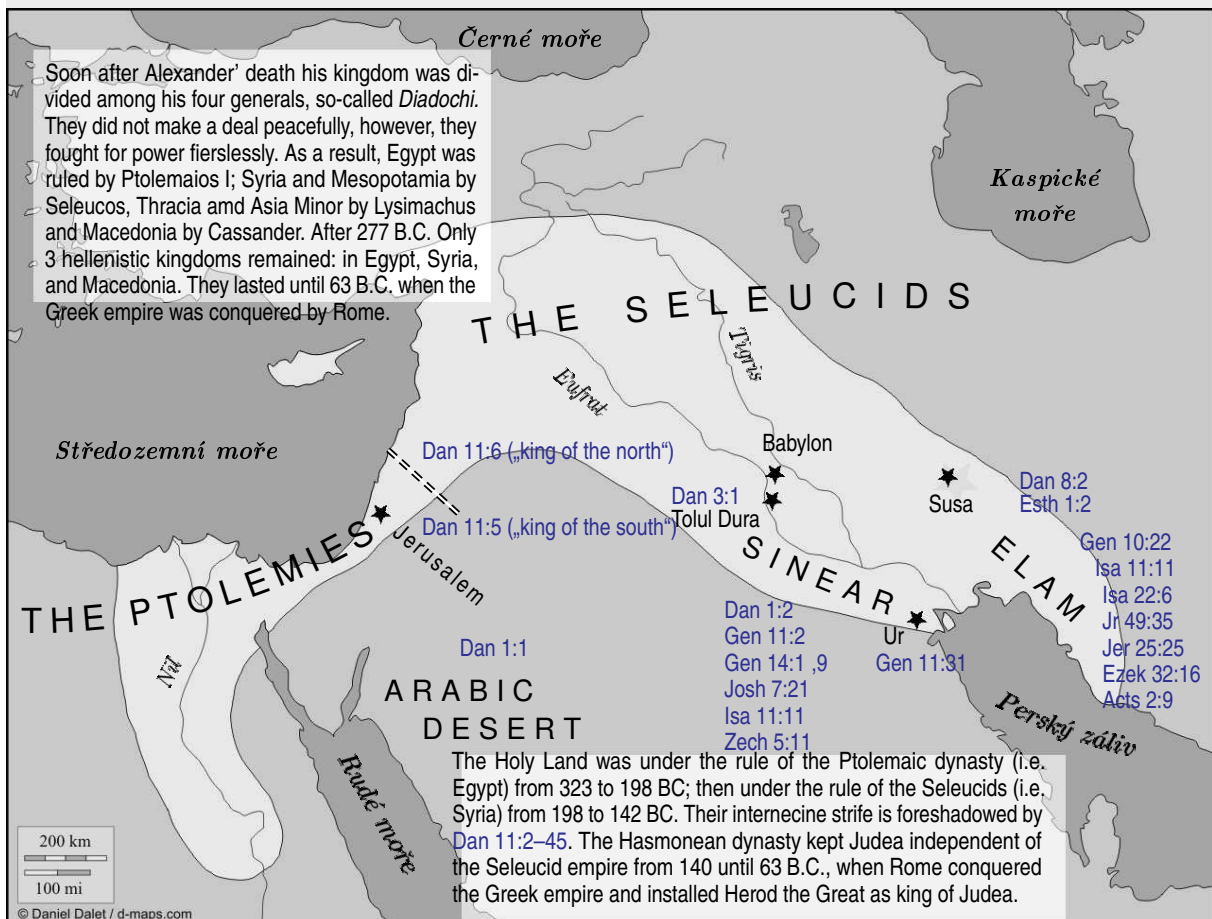 Černé moře
Soon after Alexander’ death his kingdom was di-
vided among his four generals, so-called Diadochi.
They did not make a deal peacefully, however, they
fought for power fierslessly. As a result, Egypt was
ruled by Ptolemaios I; Syria and Mesopotamia by
Seleucos, Thracia amd Asia Minor by Lysimachus
and Macedonia by Cassander. After 277 B.C. Only
3 hellenistic kingdoms remained: in Egypt, Syria,
and Macedonia. They lasted until 63 B.C. when the
Greek empire was conquered by Rome.
Kaspické
moře
THE SELEUCIDS
Tigris
Eufrat
Středozemní moře
Dan 11:6 („king of the north“)
Babylon
Dan 3:1
Tolul Dura
Susa
Dan 8:2
Esth 1:2
Dan 11:5 („king of the south“)
Jerusalem
THE PTOLEMIES
SINEAR
ELAM
Gen 10:22
Isa 11:11
Isa 22:6
Jr 49:35
Jer 25:25
Ezek 32:16
Acts 2:9
Nil
Dan 1:1
Dan 1:2
Gen 11:2
Gen 14:1 ,9
Josh 7:21
Isa 11:11
Zech 5:11
Ur
Gen 11:31
ARABIC
DESERT
Perský záliv
Rudé moře
The Holy Land was under the rule of the Ptolemaic dynasty (i.e.
Egypt) from 323 to 198 BC; then under the rule of the Seleucids (i.e.
Syria) from 198 to 142 BC. Their internecine strife is foreshadowed by
Dan 11:2–45. The Hasmonean dynasty kept Judea independent of
the Seleucid empire from 140 until 63 B.C., when Rome conquered
the Greek empire and installed Herod the Great as king of Judea.
200 km
100 mi
© Daniel Dalet / d-maps.com